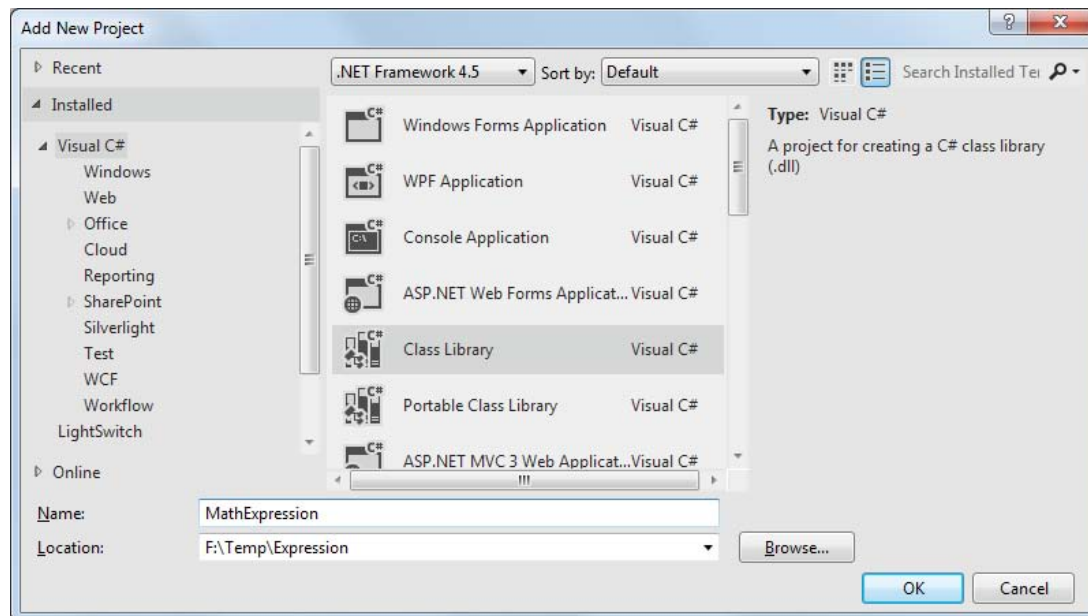 Add New Project
Recent
Installed
Visual C#
Windows
Web
Office
Cloud
Reporting
SharePoint
Silverlight
Test
WCF
Workflow
LightSwitch
Online
.NET Framework 4.5 Sort by: Default Search Installed Te
C# Windows Forms Application Visual C#
C# WPF Application Visual C#
C# C:\ Console Application Visual C#
C# ASP.NET Web Forms Applicat... Visual C#
C# Class Library Visual C#
C# Portable Class Library Visual C#
C# ASP.NET MVC 3 Web Applicat...Visual C#
Type: Visual C#
A project for creating a C# class library
(.dll)
Name: MathExpression
Location: F:\Temp\Expression Browse...
OK Cancel